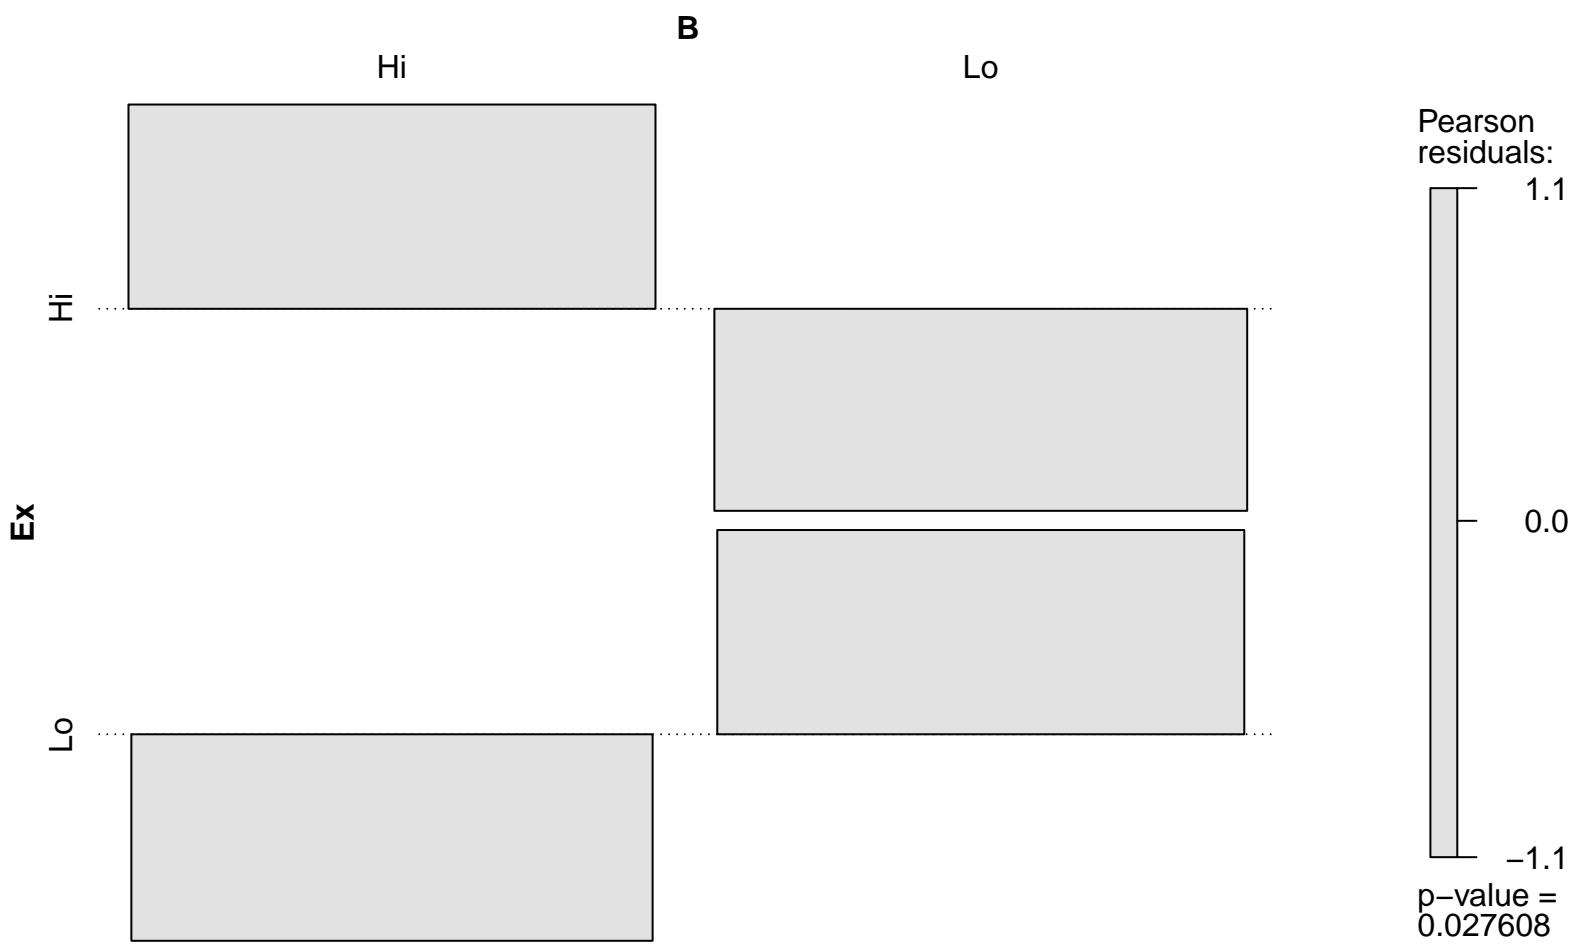 B
Hi
Lo
Hi
Ex
Lo
Pearson
residuals:
1.1
0.0
−1.1
p−value =
0.027608